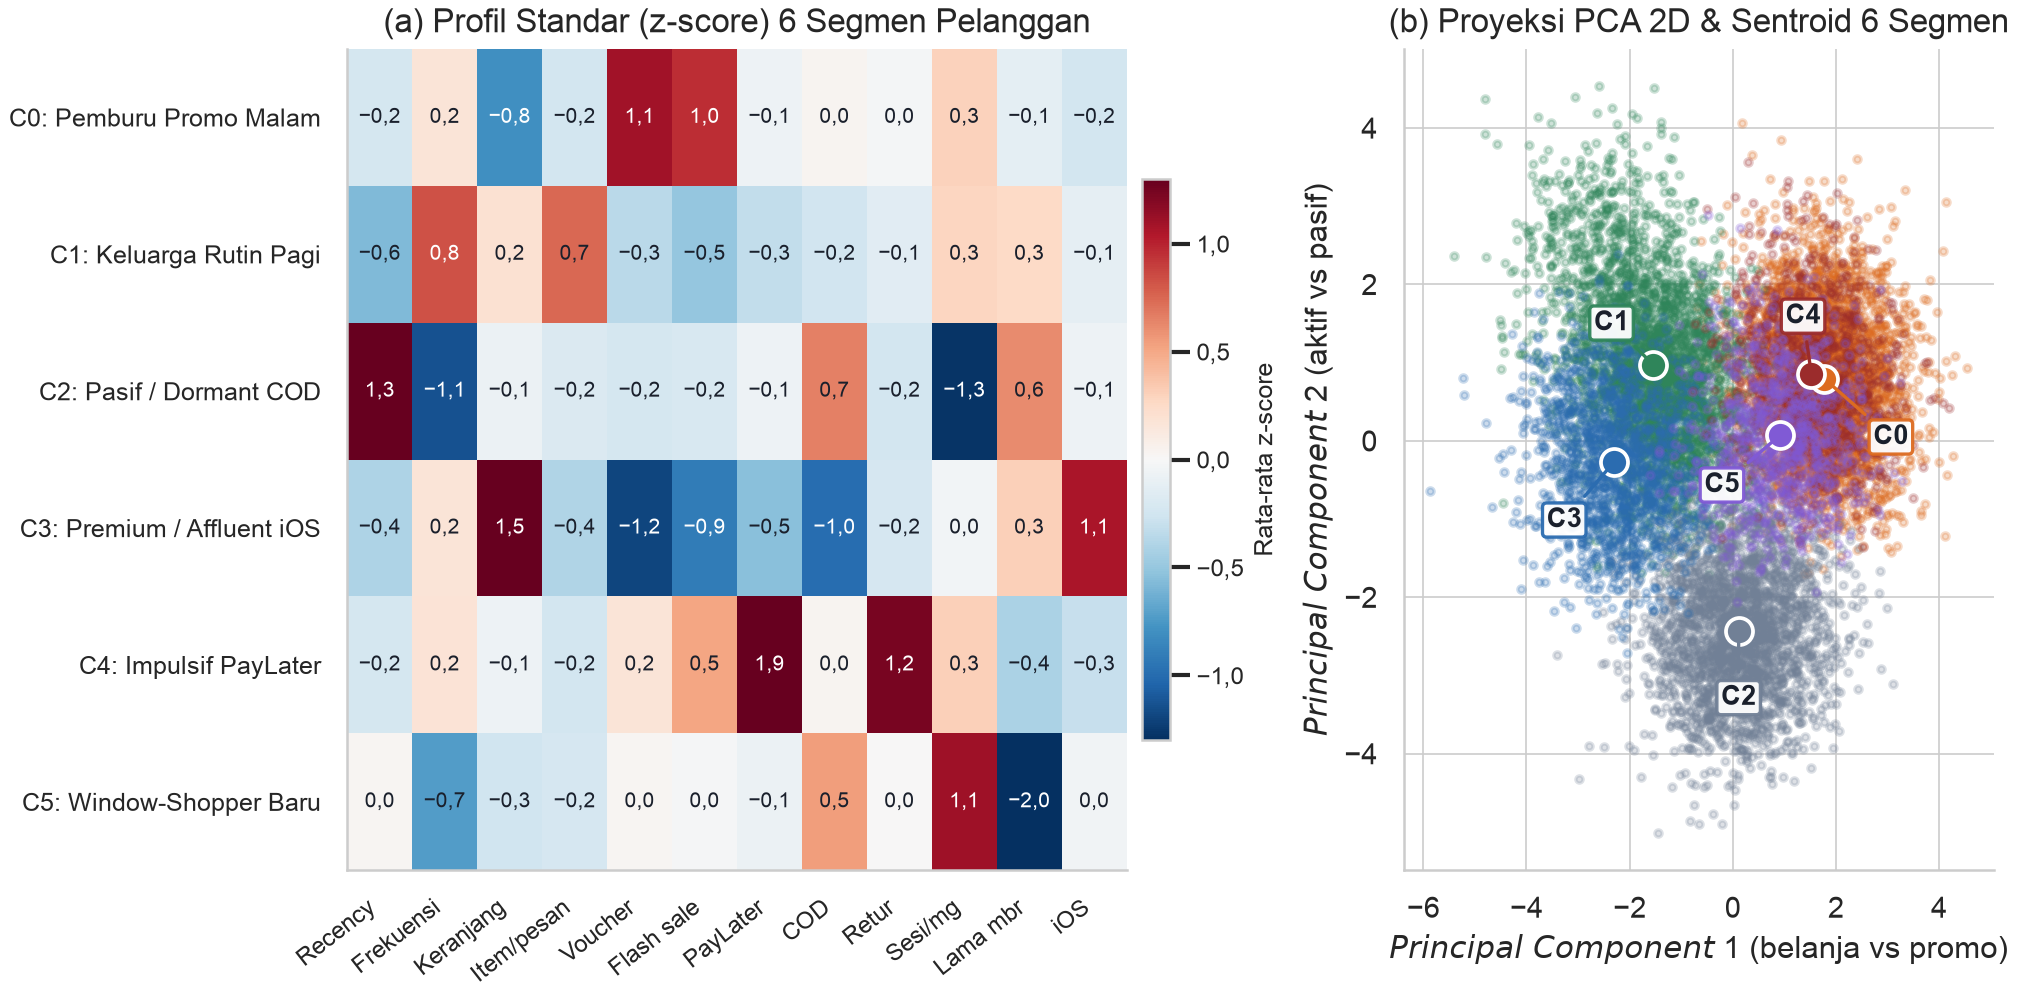 (a) Profil Standar (z-score) 6 Segmen Pelanggan
C0: Pemburu Promo Malam −0,2 0,2 −0,8 −0,2 1,1 1,0 −0,1 0,0 0,0 0,3 −0,1 −0,2
C1: Keluarga Rutin Pagi −0,6 0,8 0,2 0,7 −0,3 −0,5 −0,3 −0,2 −0,1 0,3 0,3 −0,1
C2: Pasif / Dormant COD 1,3 −1,1 −0,1 −0,2 −0,2 −0,2 −0,1 0,7 −0,2 −1,3 0,6 −0,1
C3: Premium / Affluent iOS −0,4 0,2 1,5 −0,4 −1,2 −0,9 −0,5 −1,0 −0,2 0,0 0,3 1,1
C4: Impulsif PayLater −0,2 0,2 −0,1 −0,2 0,2 0,5 1,9 0,0 1,2 0,3 −0,4 −0,3
C5: Window-Shopper Baru 0,0 −0,7 −0,3 −0,2 0,0 0,0 −0,1 0,5 0,0 1,1 −2,0 0,0
Recency Frekuensi Keranjang Item/pesan Voucher Flash sale PayLater COD Retur Sesi/mg Lama mbr iOS
1,0
0,5
0,0
−0,5
−1,0
Rata-rata z-score
(b) Proyeksi PCA 2D & Sentroid 6 Segmen
Principal Component 2 (aktif vs pasif)
4
2
0
−2
−4
C1
C4
C0
C5
C3
C2
−6 −4 −2 0 2 4
Principal Component 1 (belanja vs promo)